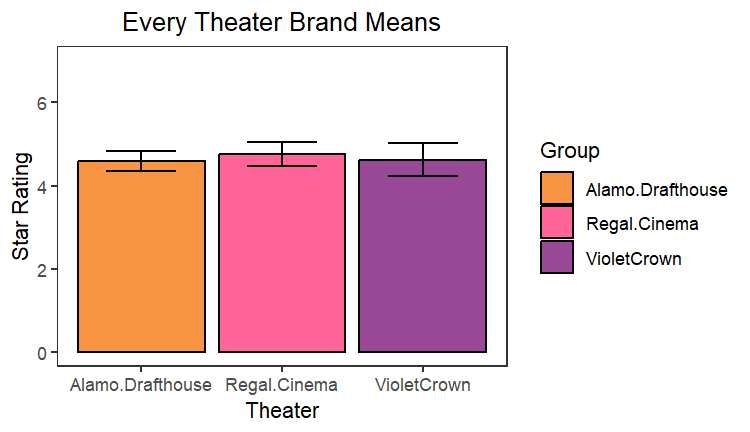 Every Theater Brand Means
Star Rating
6
4
2
0
Alamo.Drafthouse Regal.Cinema VioletCrown
Theater
Group
Alamo.Drafthouse
Regal.Cinema
VioletCrown